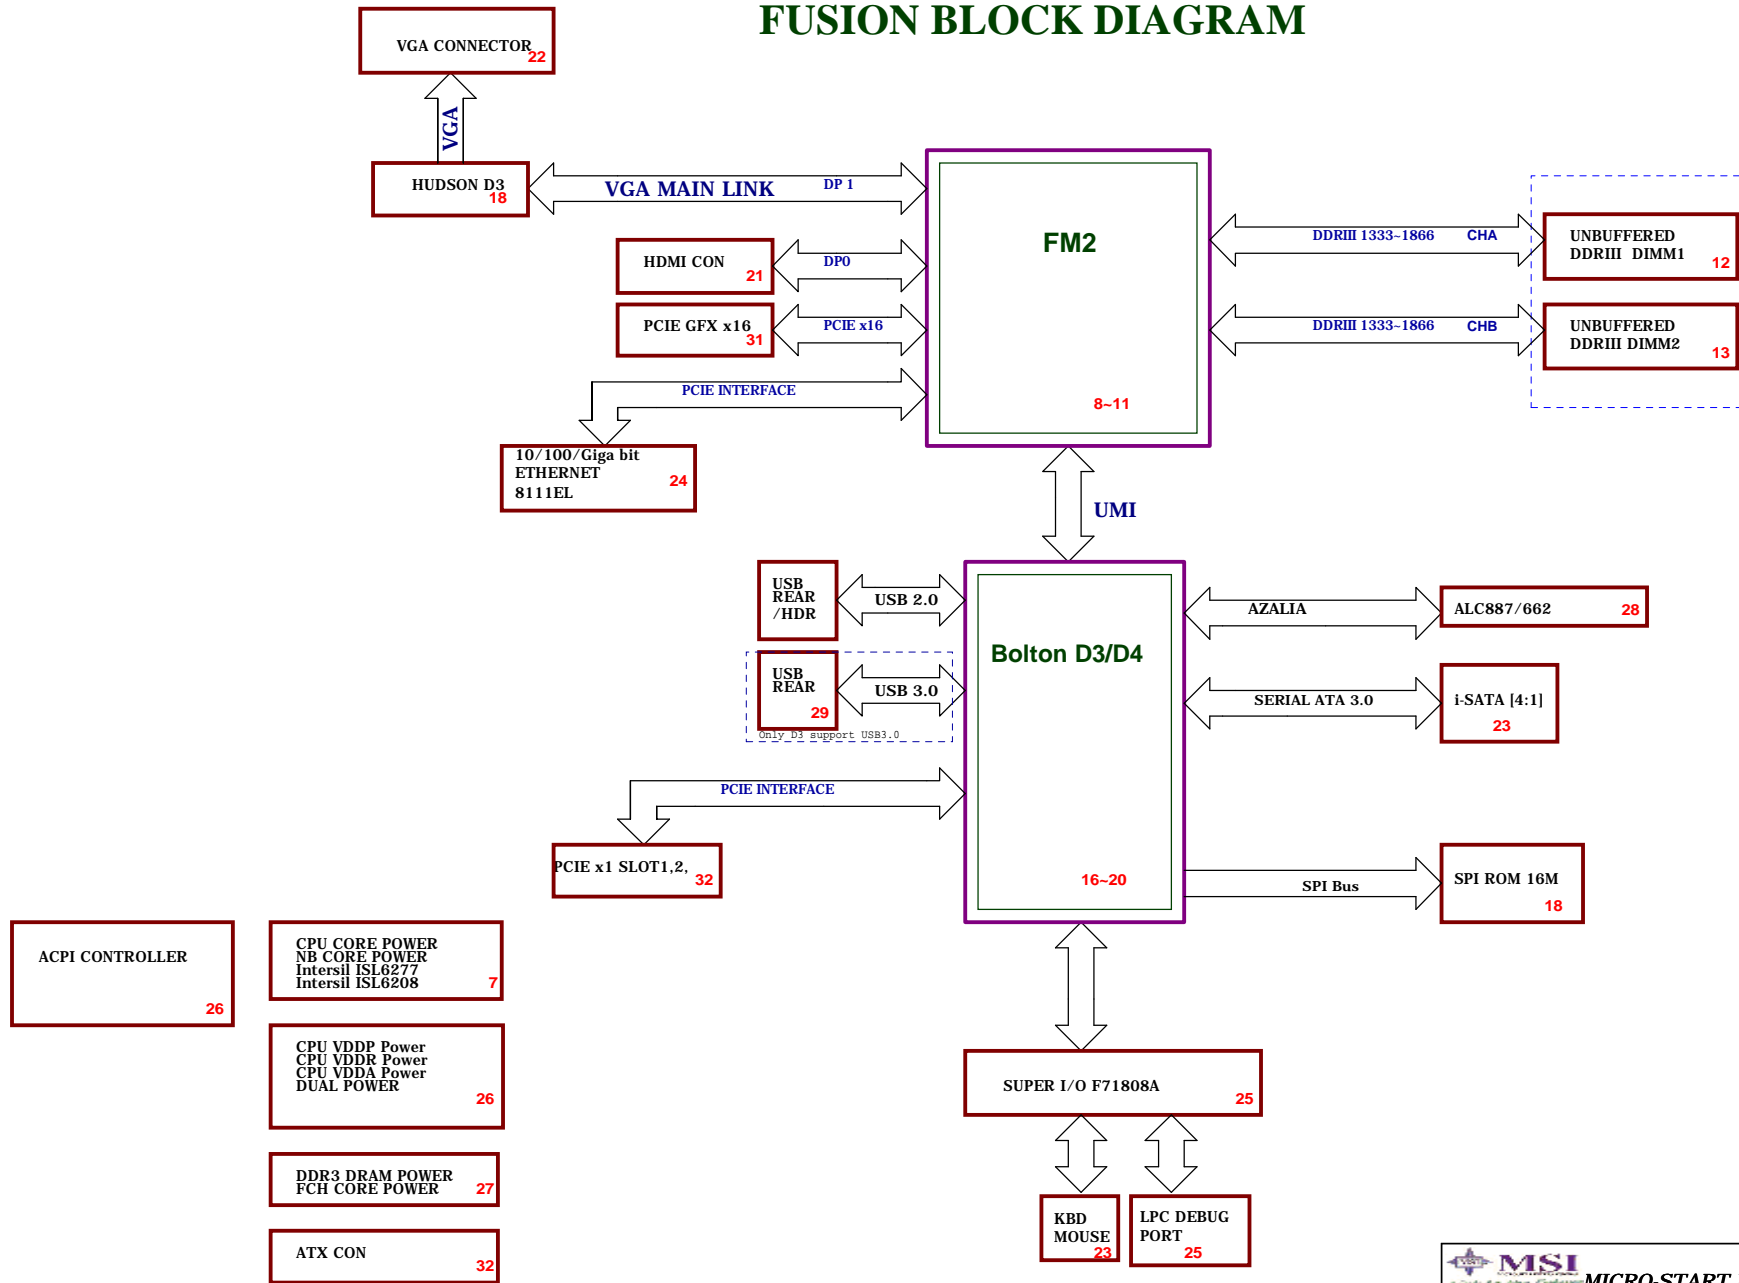 FUSION BLOCK DIAGRAM
VGA CONNECTOR
22
VGA
HUDSON D3
18
VGA MAIN LINK
DP 1
HDMI CON
21
DP0
PCIE GFX x16
31
PCIE x16
PCIE INTERFACE
10/100/Giga bit
ETHERNET
8111EL
24
FM2
8~11
DDRIII 1333~1866
CHA
UNBUFFERED
DDRIII DIMM1
12
DDRIII 1333~1866
CHB
UNBUFFERED
DDRIII DIMM2
13
UMI
USB
REAR
/HDR
USB 2.0
USB
REAR
29
USB 3.0
Only D3 support USB3.0
PCIE INTERFACE
PCIE x1 SLOT1,2,
32
Bolton D3/D4
16~20
AZALIA
ALC887/662
28
SERIAL ATA 3.0
i-SATA [4:1]
23
SPI Bus
SPI ROM 16M
18
ACPI CONTROLLER
26
CPU CORE POWER
NB CORE POWER
Intersil ISL6277
Intersil ISL6208
7
CPU VDDP Power
CPU VDDR Power
CPU VDDA Power
DUAL POWER
26
DDR3 DRAM POWER
FCH CORE POWER
27
ATX CON
32
SUPER I/O F71808A
25
KBD
MOUSE
23
LPC DEBUG
PORT
25
MSI
MICRO-START